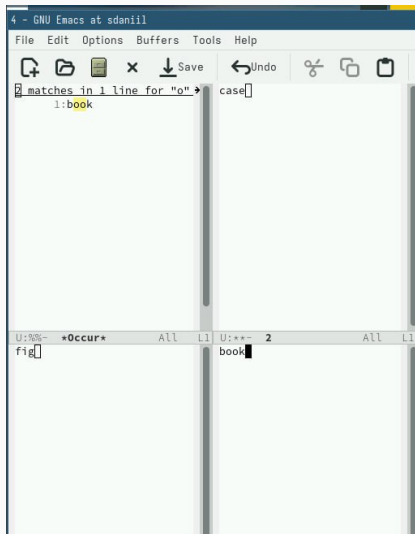 4 - GNU Emacs at sdaniil
File Edit Options Buffers Tools Help
Save Undo
2 matches in 1 line for "o"
1:book
case
U:%%- *Occur* All L1
U:**- 2 All L1
fig
book